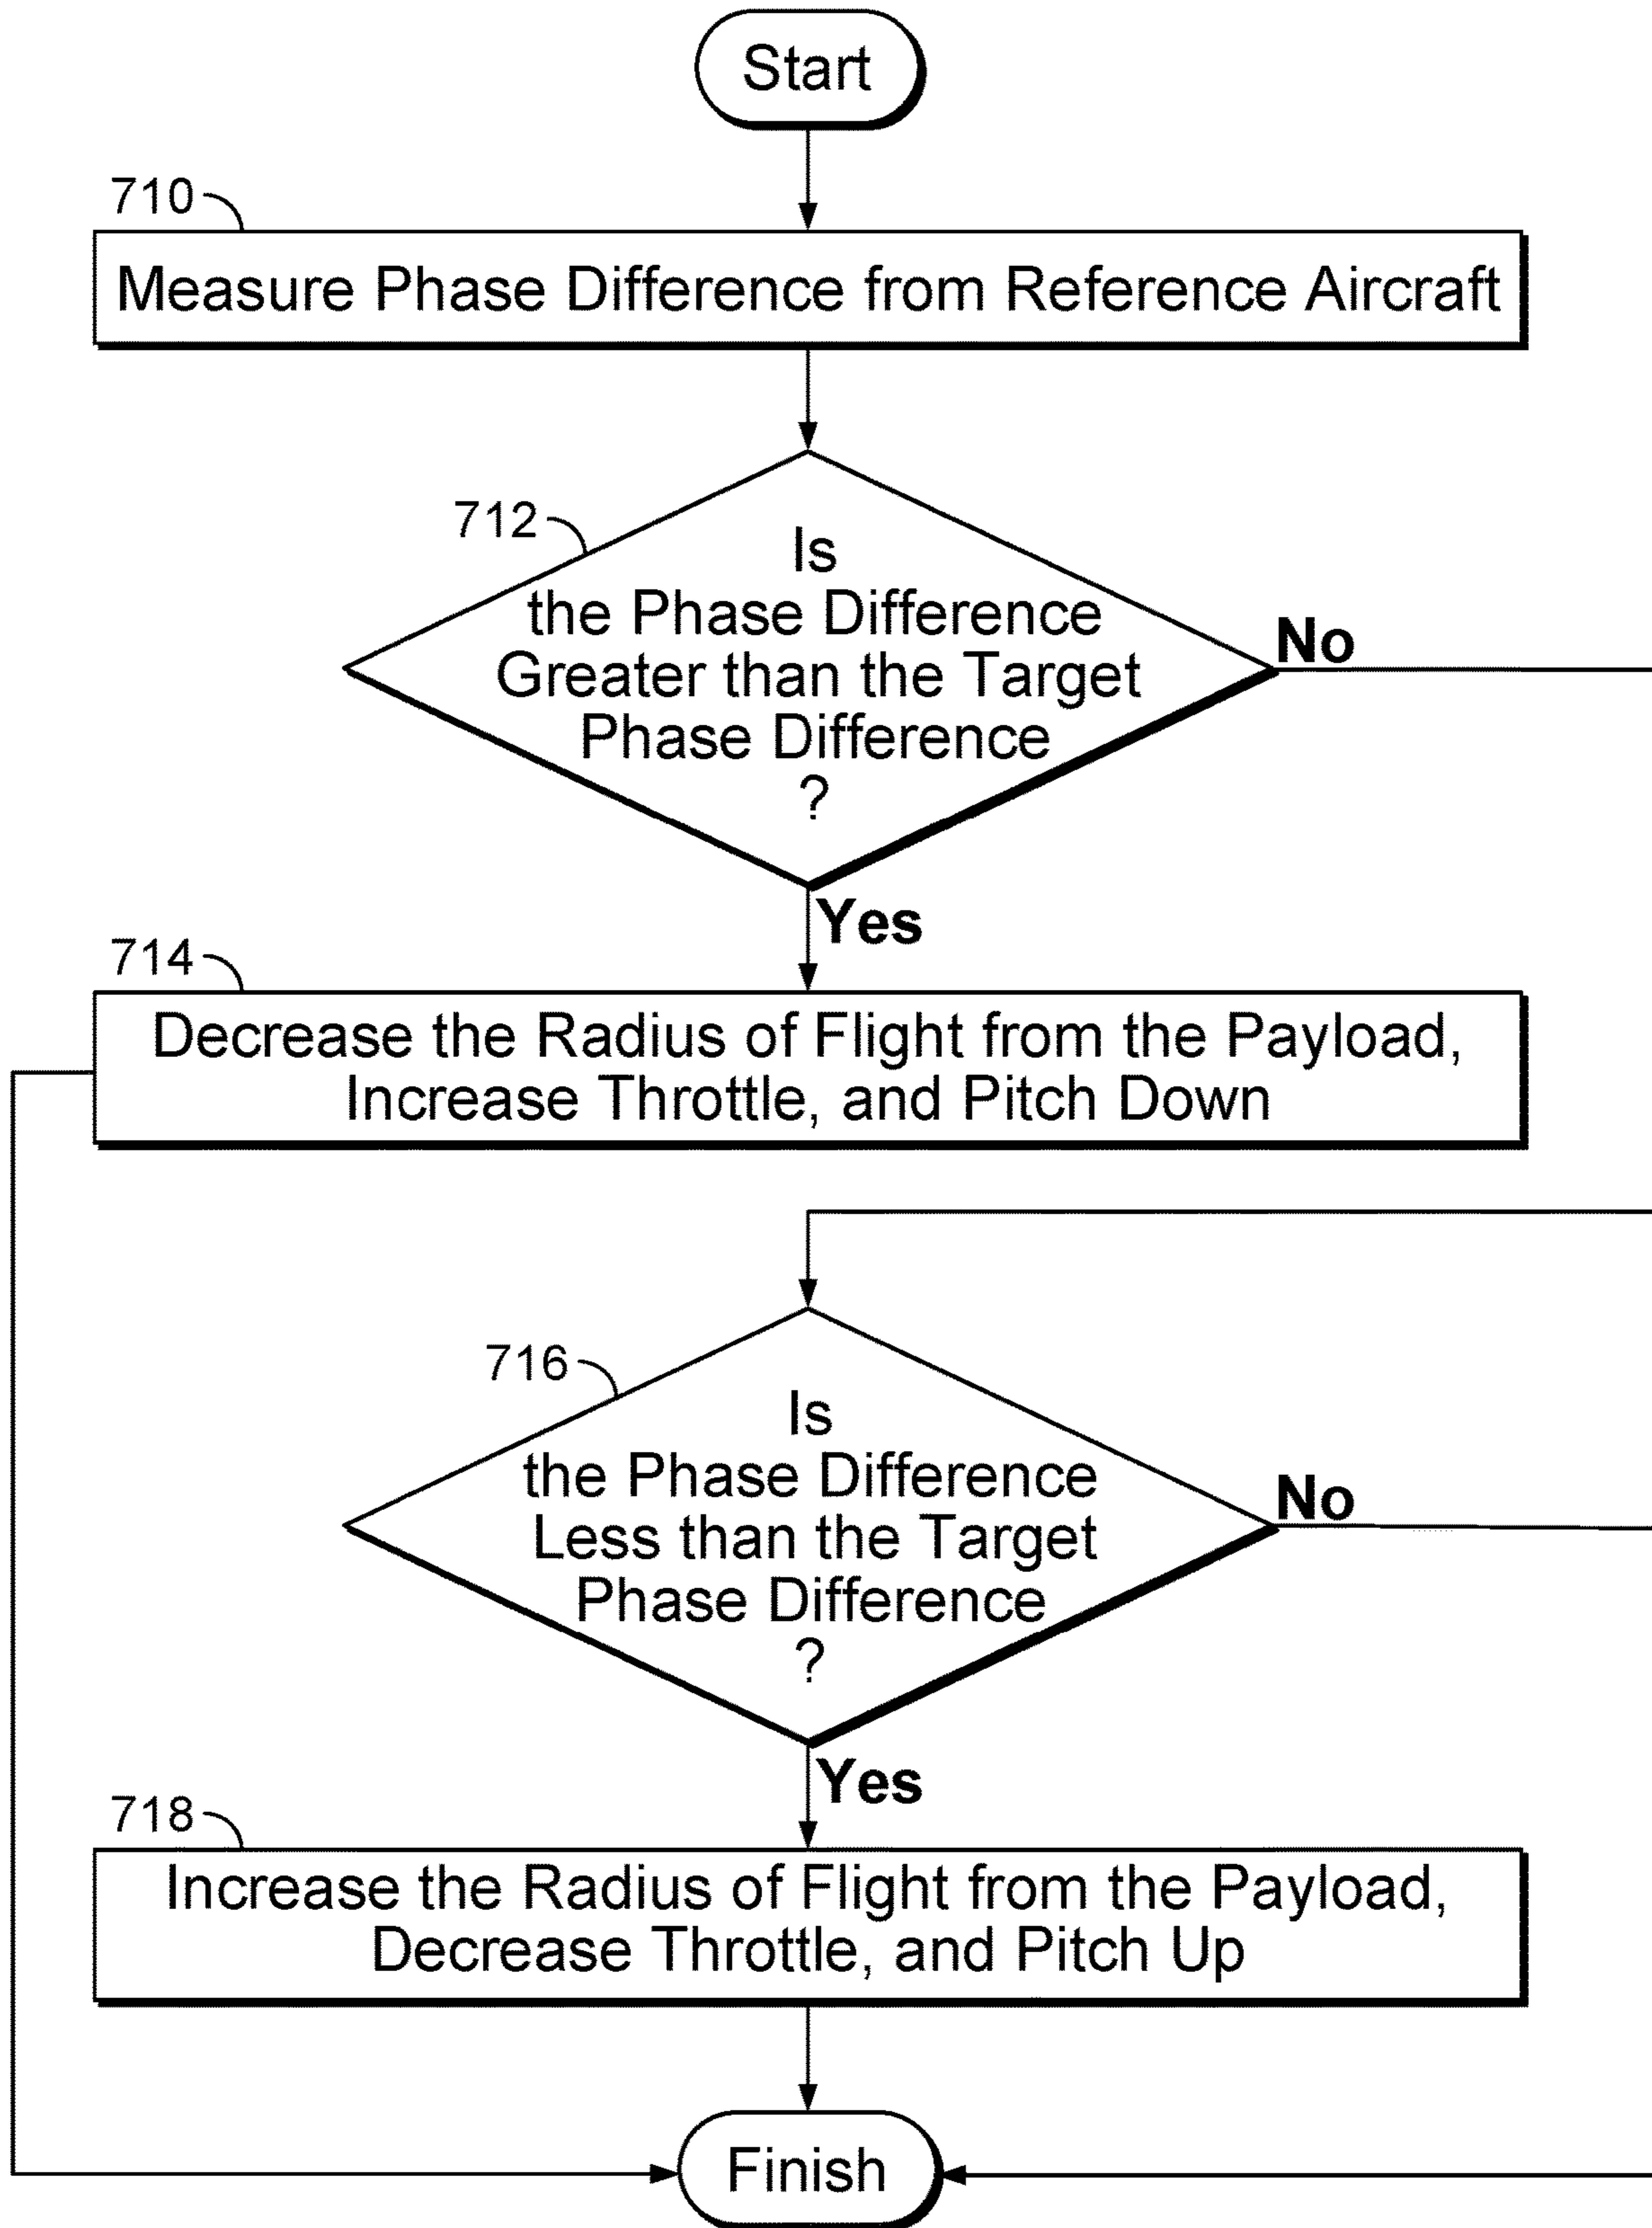 Start
710
Measure Phase Difference from Reference Aircraft
712
Is
the Phase Difference
Greater than the Target
Phase Difference
?
No
Yes
714
Decrease the Radius of Flight from the Payload,
Increase Throttle, and Pitch Down
716
Is
the Phase Difference
Less than the Target
Phase Difference
?
No
Yes
718
Increase the Radius of Flight from the Payload,
Decrease Throttle, and Pitch Up
Finish